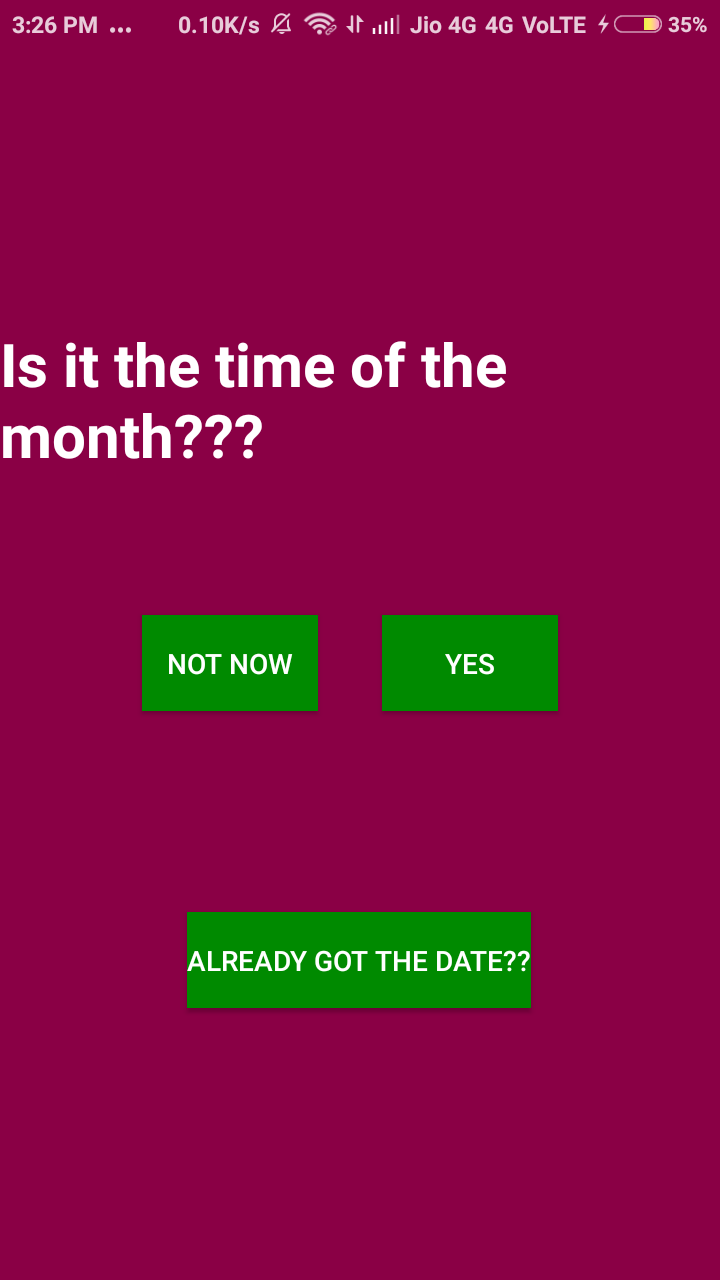 3:26 PM ... 0.10K/s Jio 4G 4G VoLTE 35%
Is it the time of the
month???
NOT NOW YES
ALREADY GOT THE DATE??